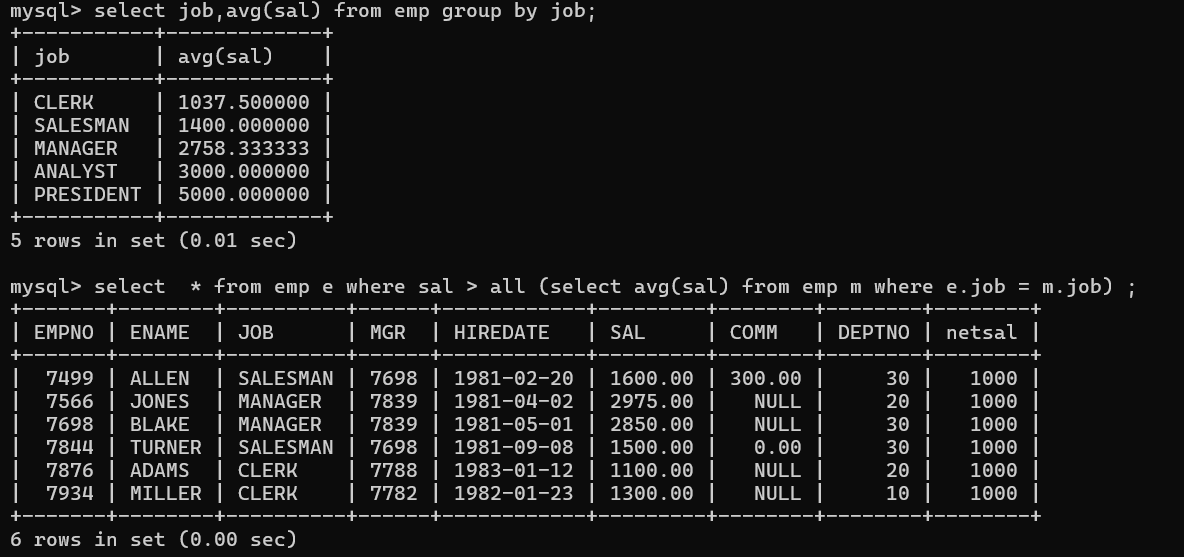 mysql> select job,avg(sal) from emp group by job;
+-----------+-------------+
| job       | avg(sal)    |
+-----------+-------------+
| CLERK     | 1037.500000 |
| SALESMAN  | 1400.000000 |
| MANAGER   | 2758.333333 |
| ANALYST   | 3000.000000 |
| PRESIDENT | 5000.000000 |
+-----------+-------------+
5 rows in set (0.01 sec)

mysql> select  * from emp e where sal > all (select avg(sal) from emp m where e.job = m.job) ;
+-------+--------+----------+------+------------+---------+--------+--------+--------+
| EMPNO | ENAME  | JOB      | MGR  | HIREDATE   | SAL     | COMM   | DEPTNO | netsal |
+-------+--------+----------+------+------------+---------+--------+--------+--------+
|  7499 | ALLEN  | SALESMAN | 7698 | 1981-02-20 | 1600.00 | 300.00 |     30 |   1000 |
|  7566 | JONES  | MANAGER  | 7839 | 1981-04-02 | 2975.00 |   NULL |     20 |   1000 |
|  7698 | BLAKE  | MANAGER  | 7839 | 1981-05-01 | 2850.00 |   NULL |     30 |   1000 |
|  7844 | TURNER | SALESMAN | 7698 | 1981-09-08 | 1500.00 |   0.00 |     30 |   1000 |
|  7876 | ADAMS  | CLERK    | 7788 | 1983-01-12 | 1100.00 |   NULL |     20 |   1000 |
|  7934 | MILLER | CLERK    | 7782 | 1982-01-23 | 1300.00 |   NULL |     10 |   1000 |
+-------+--------+----------+------+------------+---------+--------+--------+--------+
6 rows in set (0.00 sec)